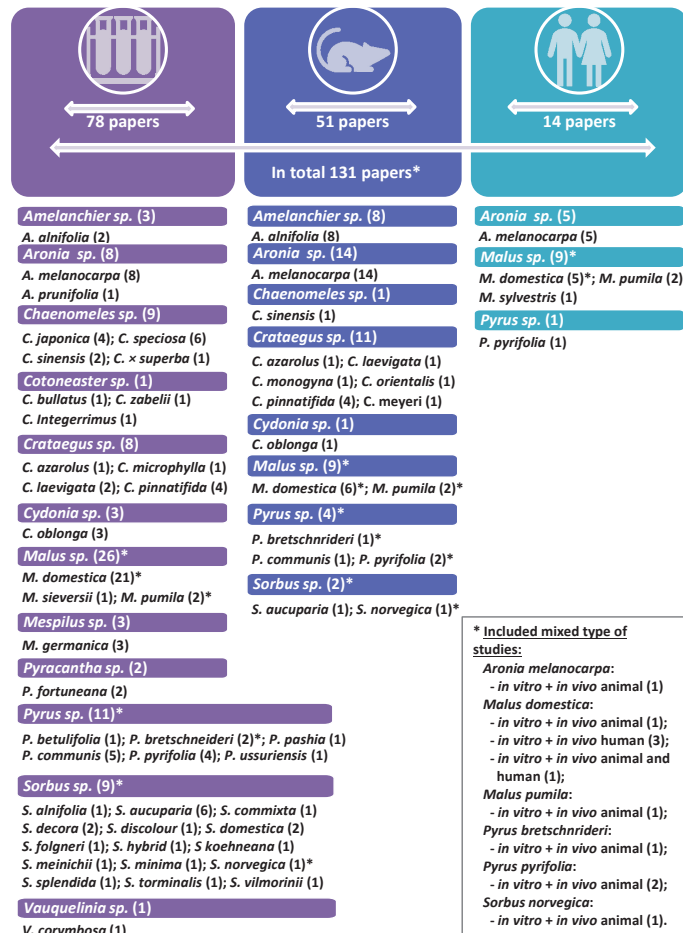 78 papers
51 papers
14 papers
In total 131 papers*
Amelanchier sp. (3)
A. alnifolia (2)
Aronia sp. (8)
A. melanocarpa (8)
A. prunifolia (1)
Chaenomeles sp. (9)
C. japonica (4); C. speciosa (6)
C. sinensis (2); C. × superba (1)
Cotoneaster sp. (1)
C. bullatus (1); C. zabelii (1)
C. Integerrimus (1)
Crataegus sp. (8)
C. azarolus (1); C. microphylla (1)
C. laevigata (2); C. pinnatifida (4)
Cydonia sp. (3)
C. oblonga (3)
Malus sp. (26)*
M. domestica (21)*
M. sieversii (1); M. pumila (2)*
Mespilus sp. (3)
M. germanica (3)
Pyracantha sp. (2)
P. fortuneana (2)
Pyrus sp. (11)*
P. betulifolia (1); P. bretschneideri (2)*; P. pashia (1)
P. communis (5); P. pyrifolia (4); P. ussuriensis (1)
Sorbus sp. (9)*
S. alnifolia (1); S. aucuparia (6); S. commixta (1)
S. decora (2); S. discolour (1); S. domestica (2)
S. folgneri (1); S. hybrid (1); S koehneana (1)
S. meinichii (1); S. minima (1); S. norvegica (1)*
S. splendida (1); S. torminalis (1); S. vilmorinii (1)
Vauquelinia sp. (1)
V. corymbosa (1)
Amelanchier sp. (8)
A. alnifolia (8)
Aronia sp. (14)
A. melanocarpa (14)
Chaenomeles sp. (1)
C. sinensis (1)
Crataegus sp. (11)
C. azarolus (1); C. laevigata (1)
C. monogyna (1); C. orientalis (1)
C. pinnatifida (4); C. meyeri (1)
Cydonia sp. (1)
C. oblonga (1)
Malus sp. (9)*
M. domestica (6)*; M. pumila (2)*
Pyrus sp. (4)*
P. bretschnrideri (1)*
P. communis (1); P. pyrifolia (2)*
Sorbus sp. (2)*
S. aucuparia (1); S. norvegica (1)*
Aronia sp. (5)
A. melanocarpa (5)
Malus sp. (9)*
M. domestica (5)*; M. pumila (2)
M. sylvestris (1)
Pyrus sp. (1)
P. pyrifolia (1)
* Included mixed type of
studies:
Aronia melanocarpa:
- in vitro + in vivo animal (1)
Malus domestica:
- in vitro + in vivo animal (1);
- in vitro + in vivo human (3);
- in vitro + in vivo animal and
human (1);
Malus pumila:
- in vitro + in vivo animal (1);
Pyrus bretschnrideri:
- in vitro + in vivo animal (1);
Pyrus pyrifolia:
- in vitro + in vivo animal (2);
Sorbus norvegica:
- in vitro + in vivo animal (1).